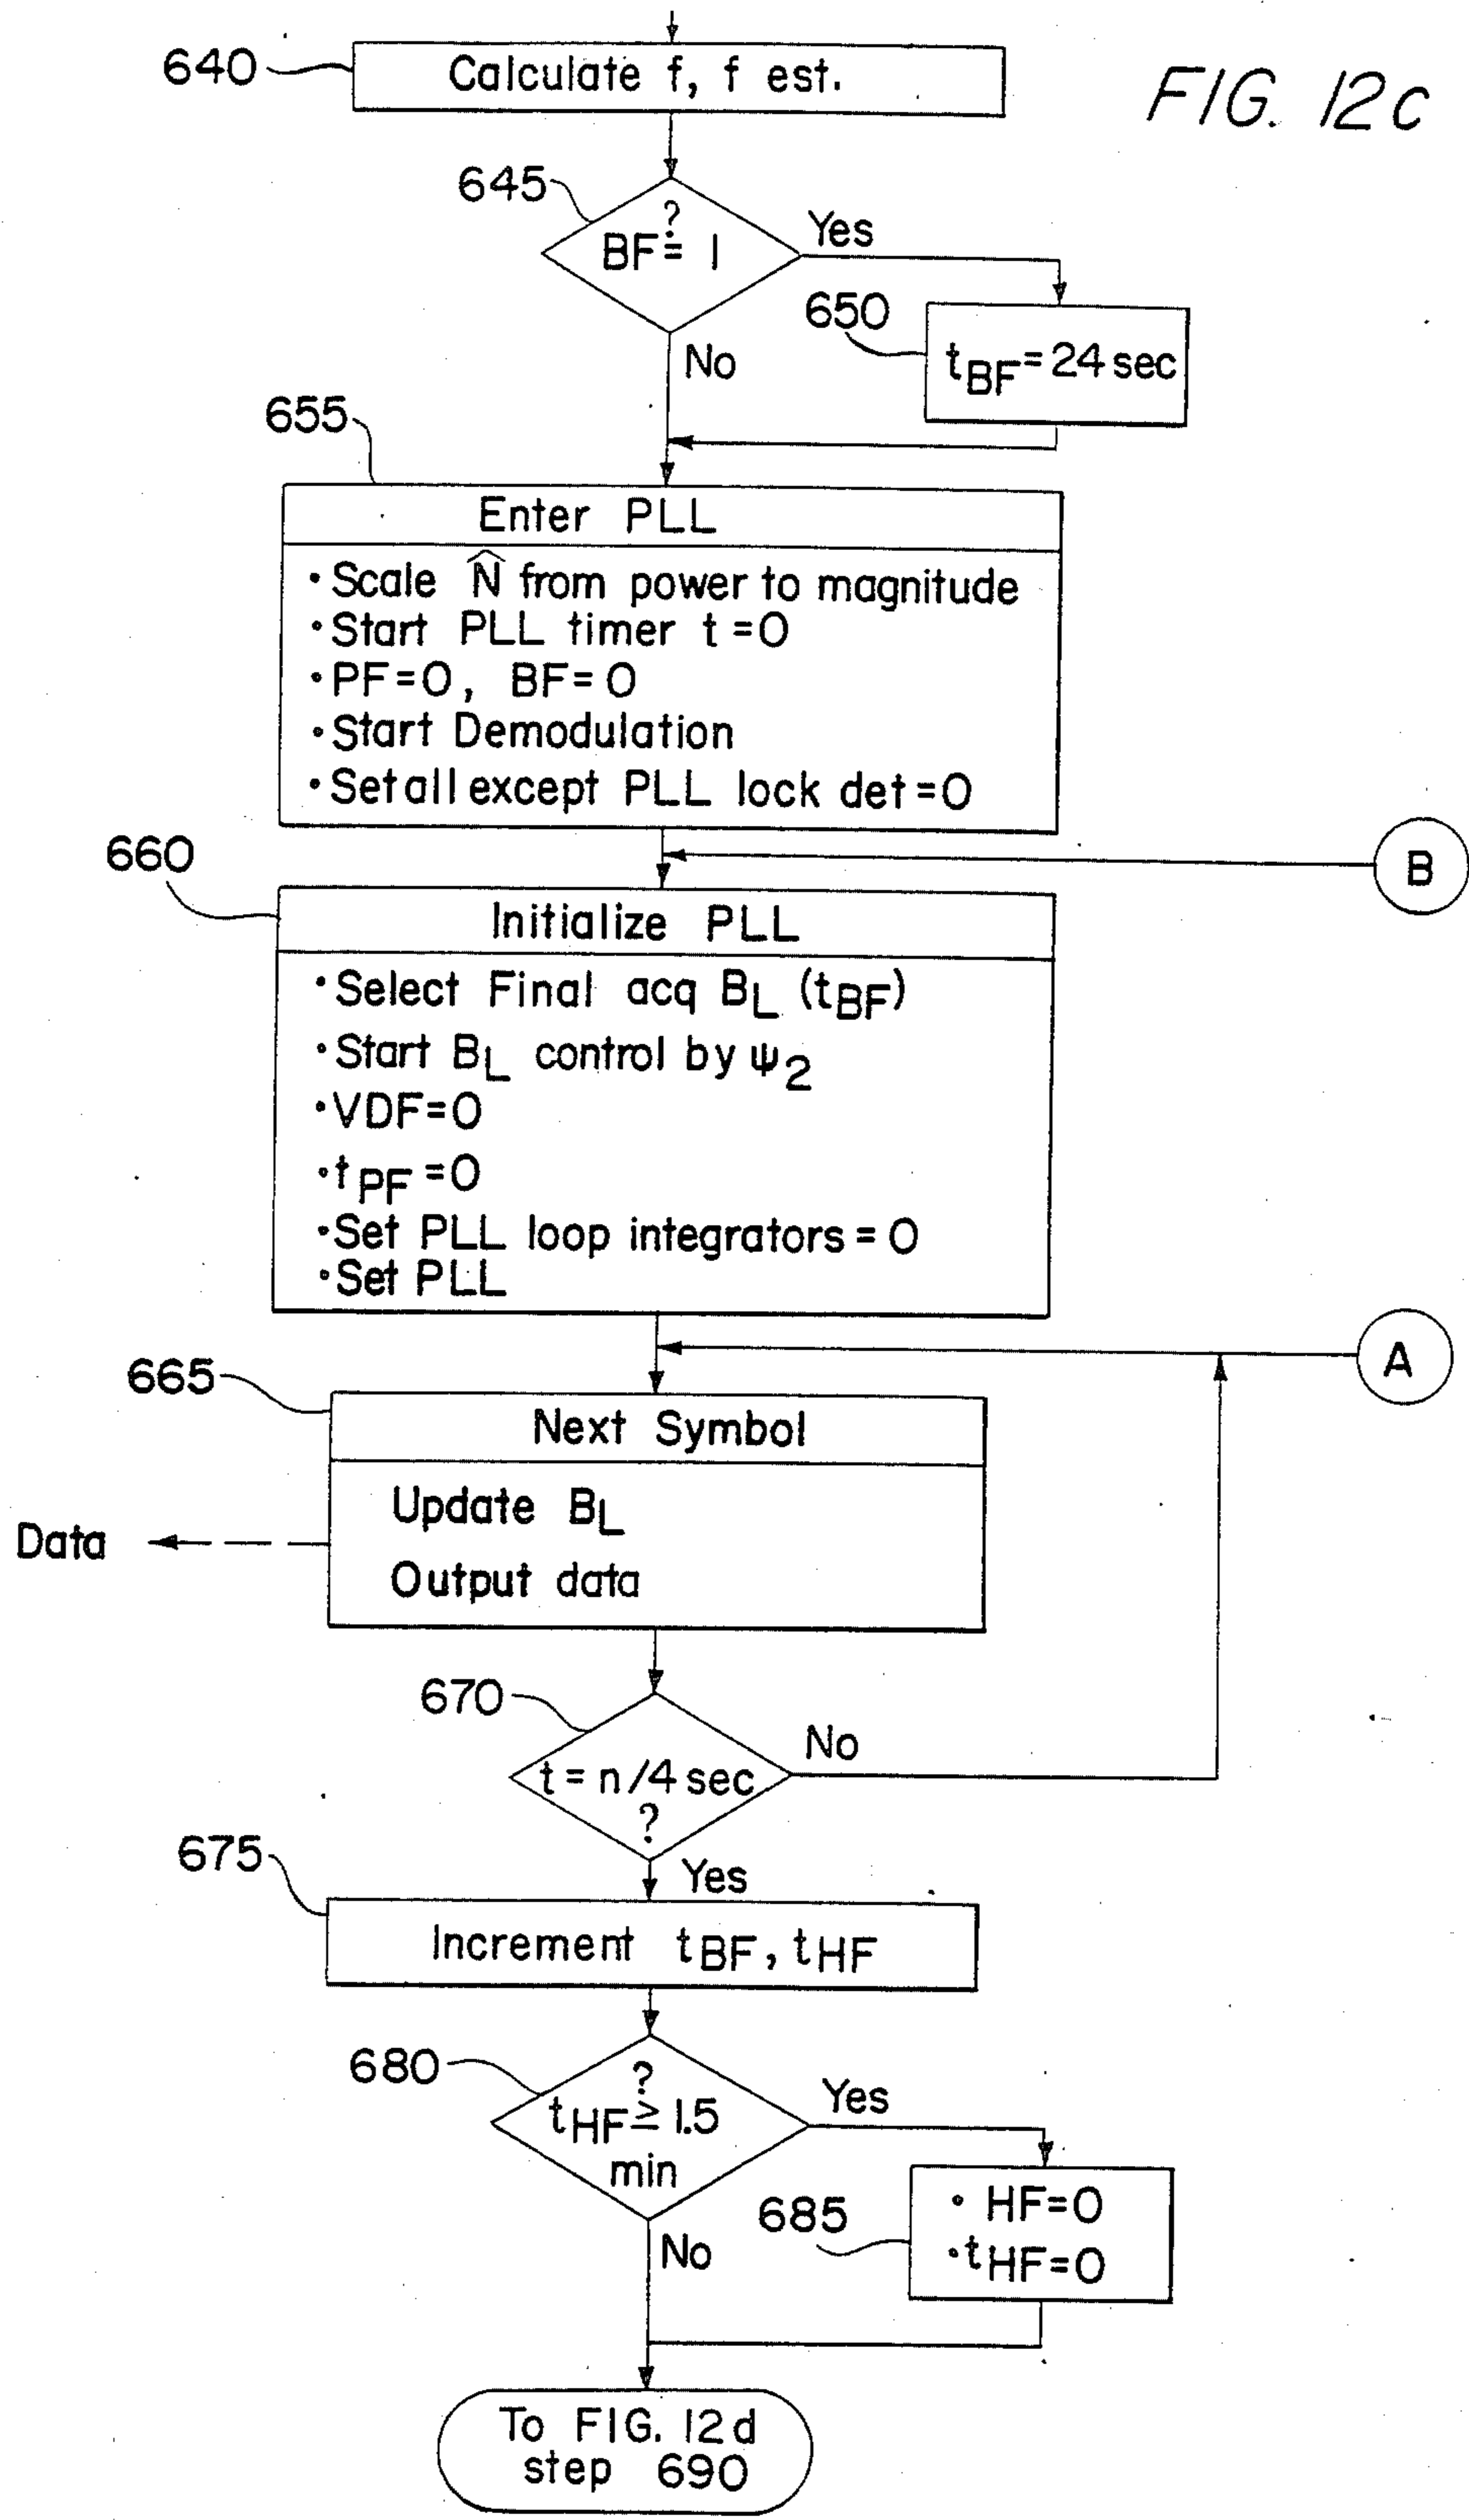 FIG. 12c
640
Calculate f, f est.
645
?
BF = 1
Yes
No
650
tBF = 24 sec
655
Enter PLL
• Scale N̂ from power to magnitude
• Start PLL timer t = 0
• PF = 0, BF = 0
• Start Demodulation
• Set all except PLL lock det = 0
B
660
Initialize PLL
• Select Final acq BL (tBF)
• Start BL control by ψ2
• VDF = 0
• tPF = 0
• Set PLL loop integrators = 0
• Set PLL
A
665
Next Symbol
Update BL
Output data
Data
670
t = n/4 sec
?
No
Yes
675
Increment tBF, tHF
680
?
tHF ≥ 1.5
min
Yes
No
685
• HF = 0
• tHF = 0
To FIG. 12d
step 690